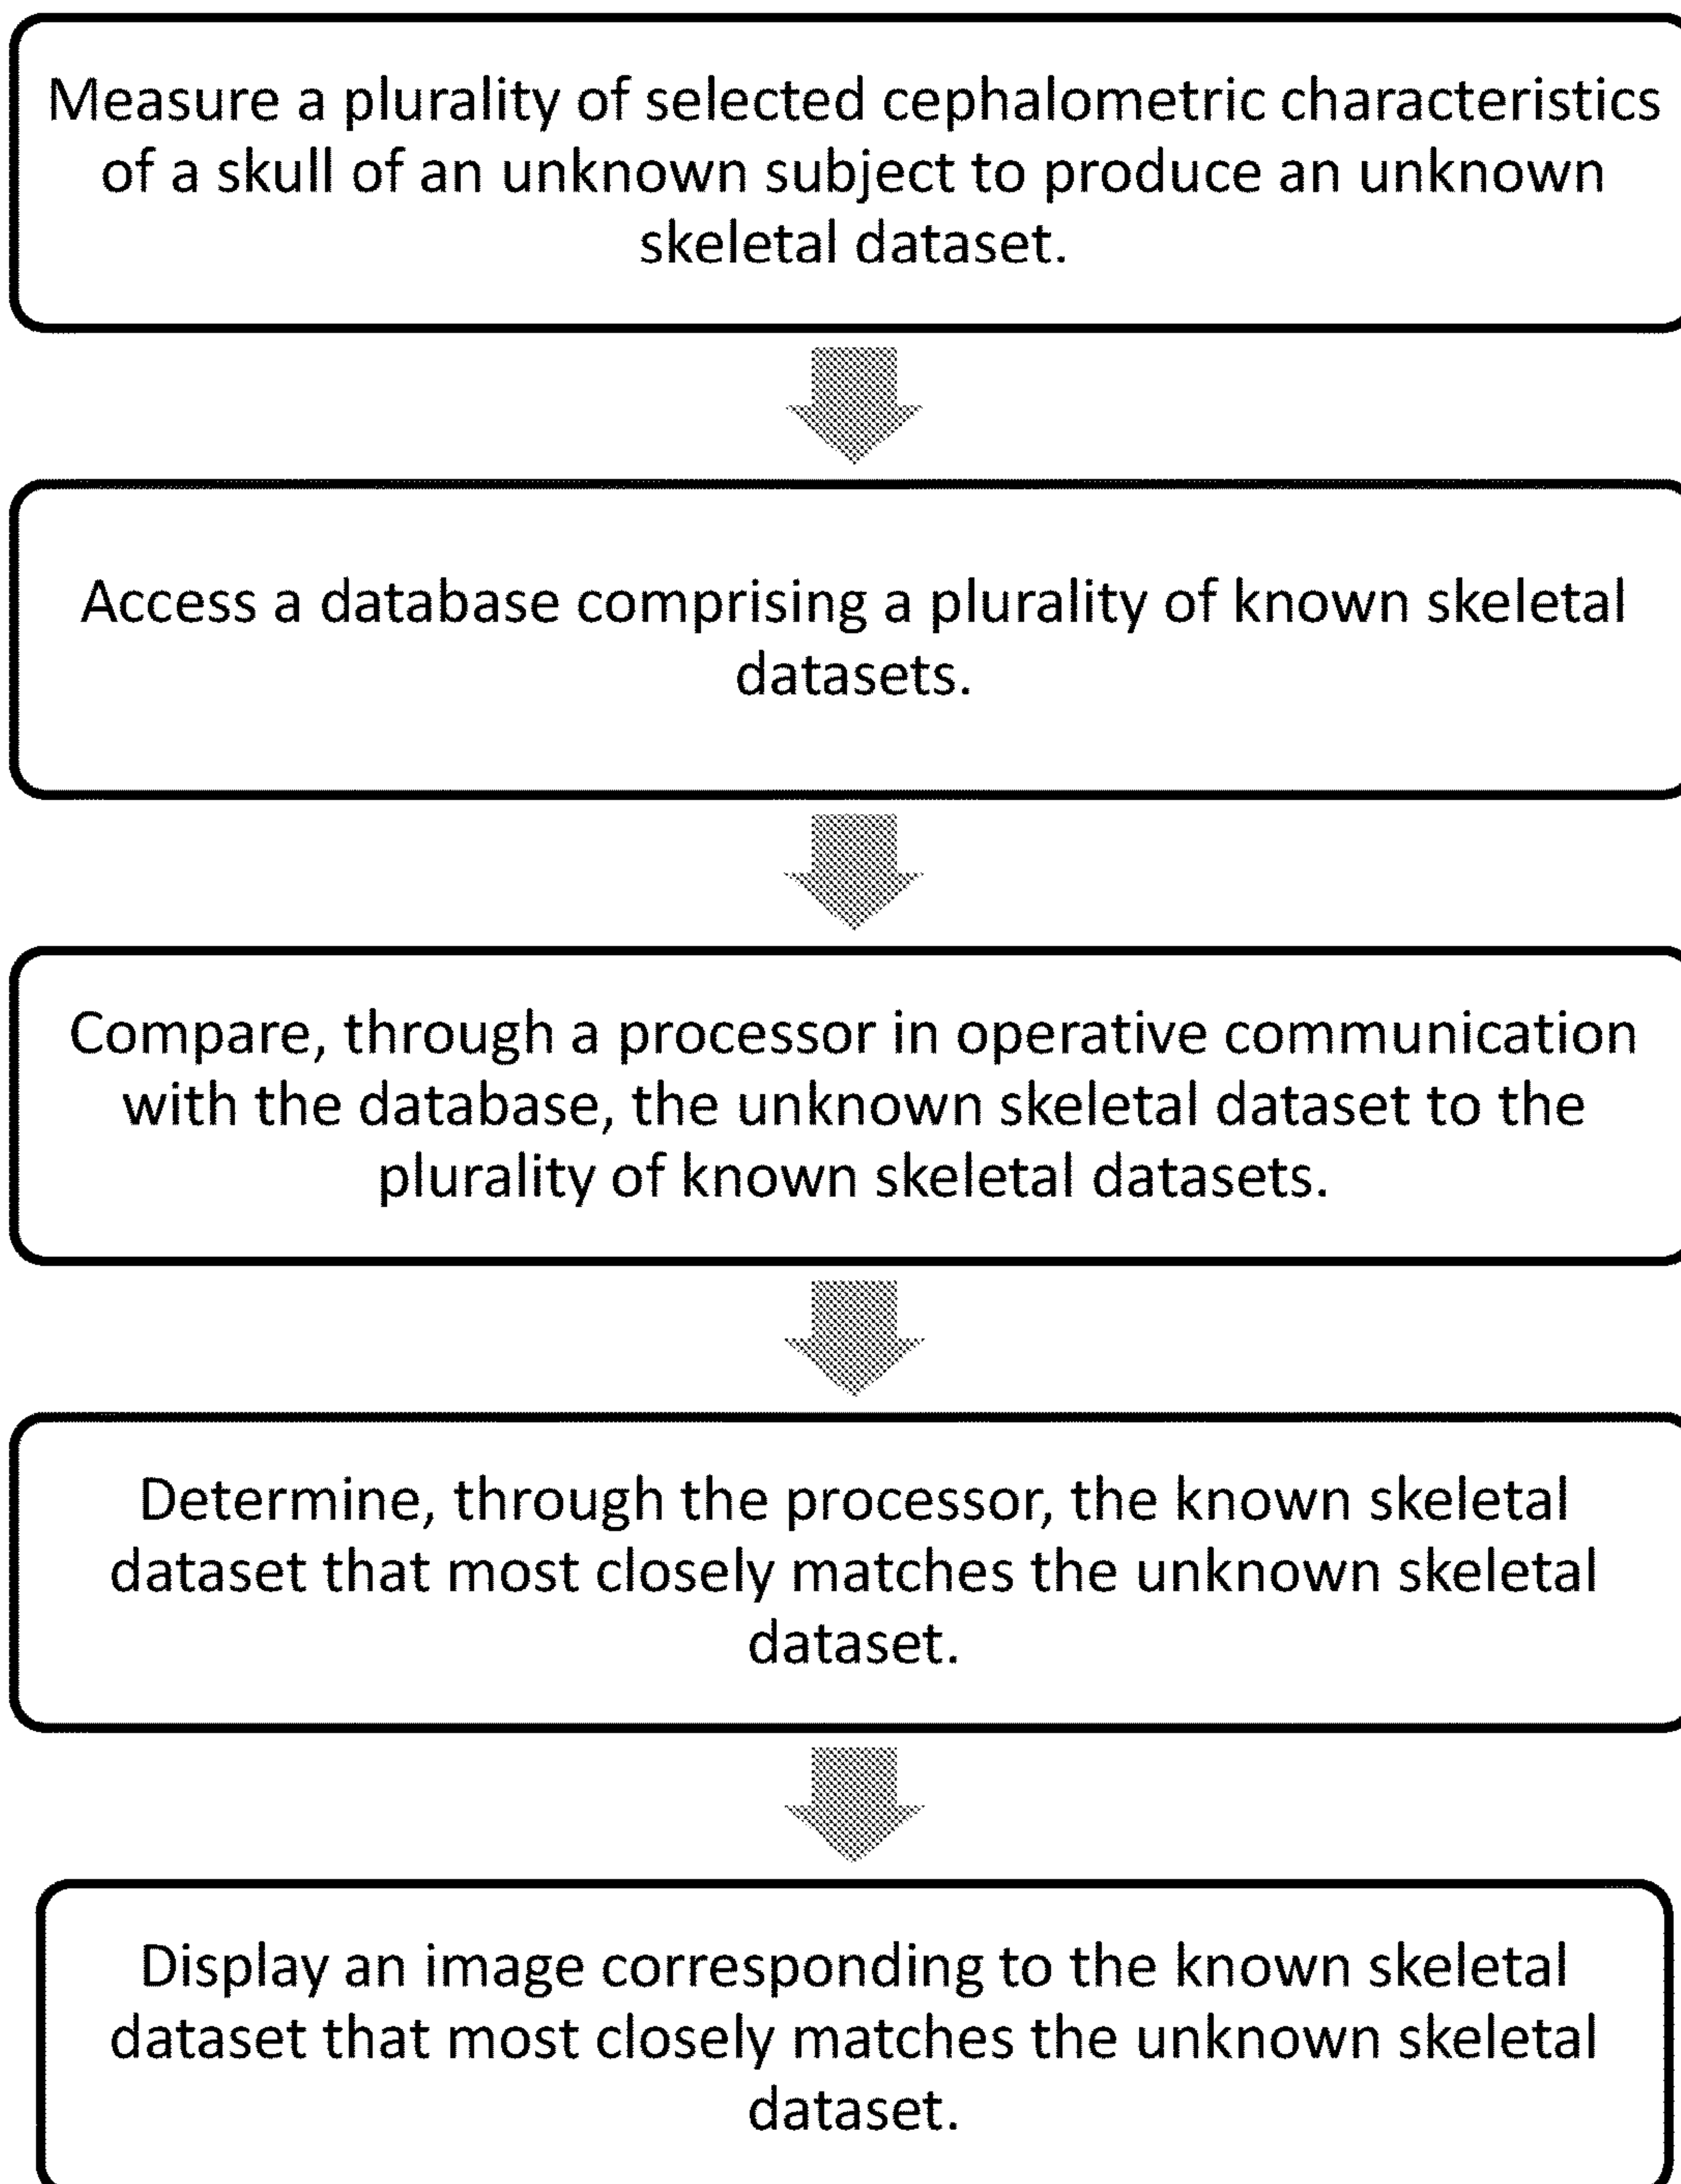 Measure a plurality of selected cephalometric characteristics
of a skull of an unknown subject to produce an unknown
skeletal dataset.
Access a database comprising a plurality of known skeletal
datasets.
Compare, through a processor in operative communication
with the database, the unknown skeletal dataset to the
plurality of known skeletal datasets.
Determine, through the processor, the known skeletal
dataset that most closely matches the unknown skeletal
dataset.
Display an image corresponding to the known skeletal
dataset that most closely matches the unknown skeletal
dataset.